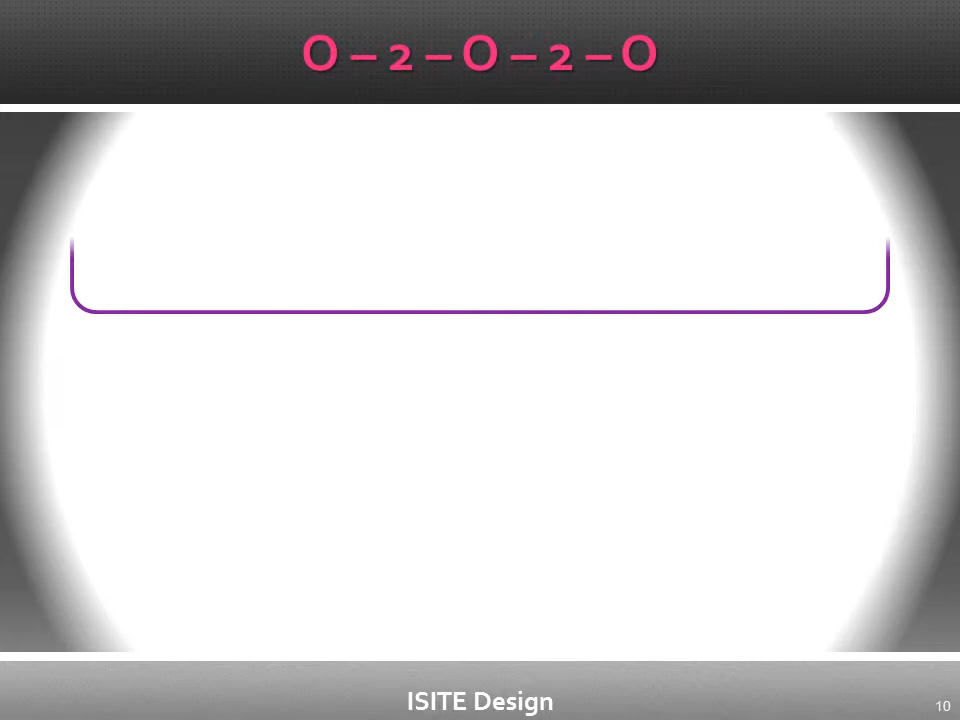 O – 2 – O – 2 – O
ISITE Design
10